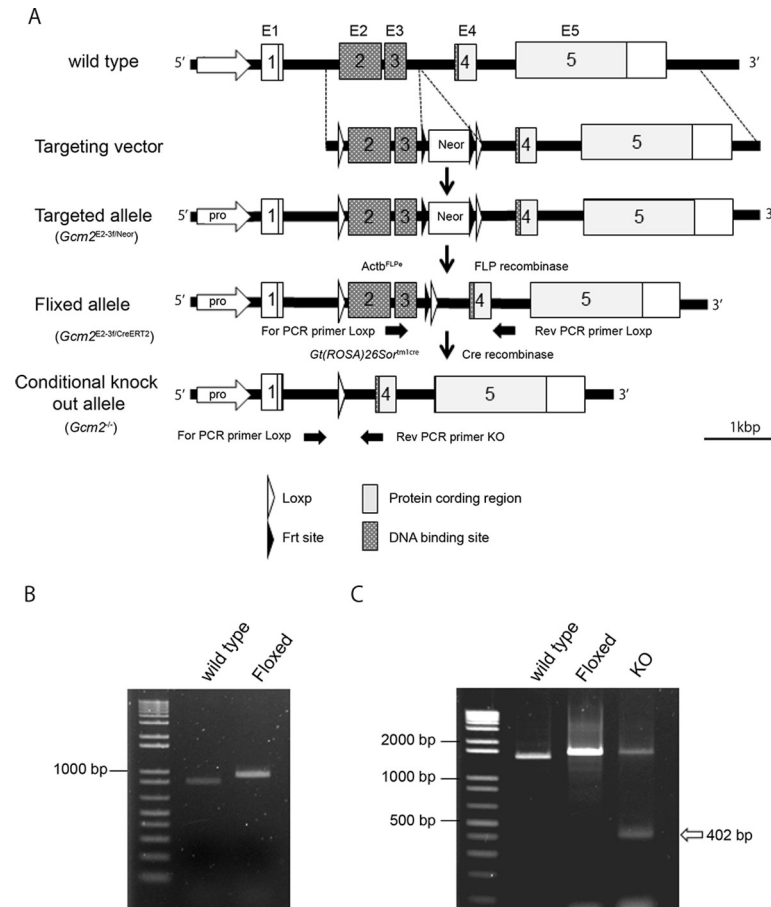 A
E1 E2 E3 E4 E5
wild type 5′ 1 2 3 4 5 3′
Targeting vector 2 3 Neor 4 5
Targeted allele 5′ pro 1 2 3 Neor 4 5 3′
(Gcm2E2-3f/Neor)
ActbFLPe FLP recombinase
Flixed allele 5′ pro 1 2 3 4 5 3′
(Gcm2E2-3f/CreERT2) For PCR primer Loxp Rev PCR primer Loxp
Gt(ROSA)26Sortm1cre Cre recombinase
Conditional knock
out allele 5′ pro 1 4 5 3′
(Gcm2-/-)
For PCR primer Loxp Rev PCR primer KO
1kbp
Loxp Protein cording region
Frt site DNA binding site
B
wild type Floxed
1000 bp
C
wild type Floxed KO
2000 bp
1000 bp
500 bp
402 bp